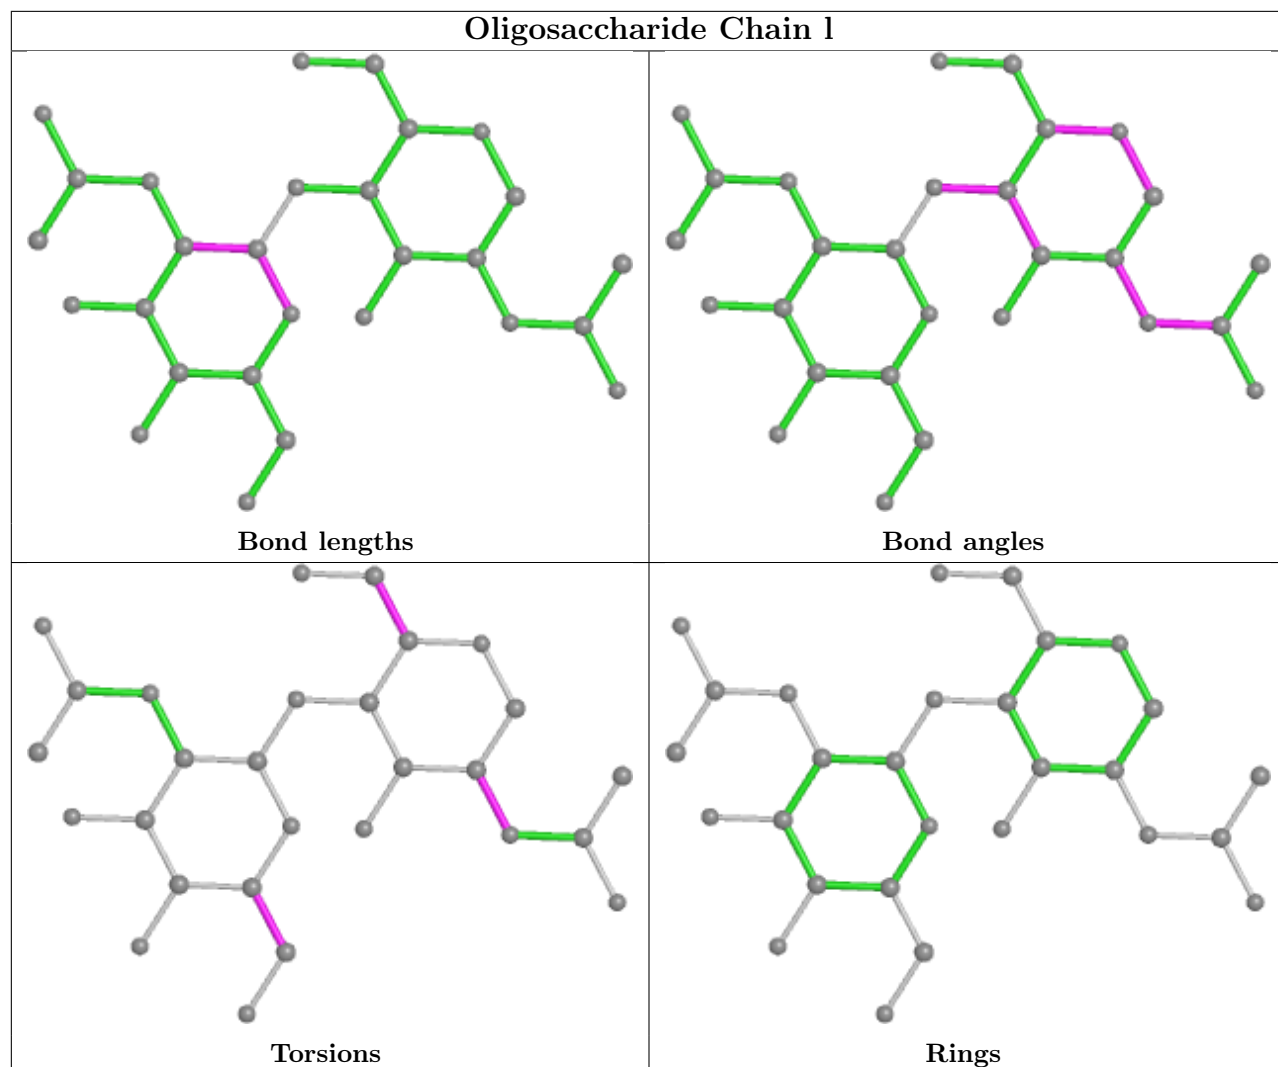 Oligosaccharide Chain l
Bond lengths
Bond angles
Torsions
Rings